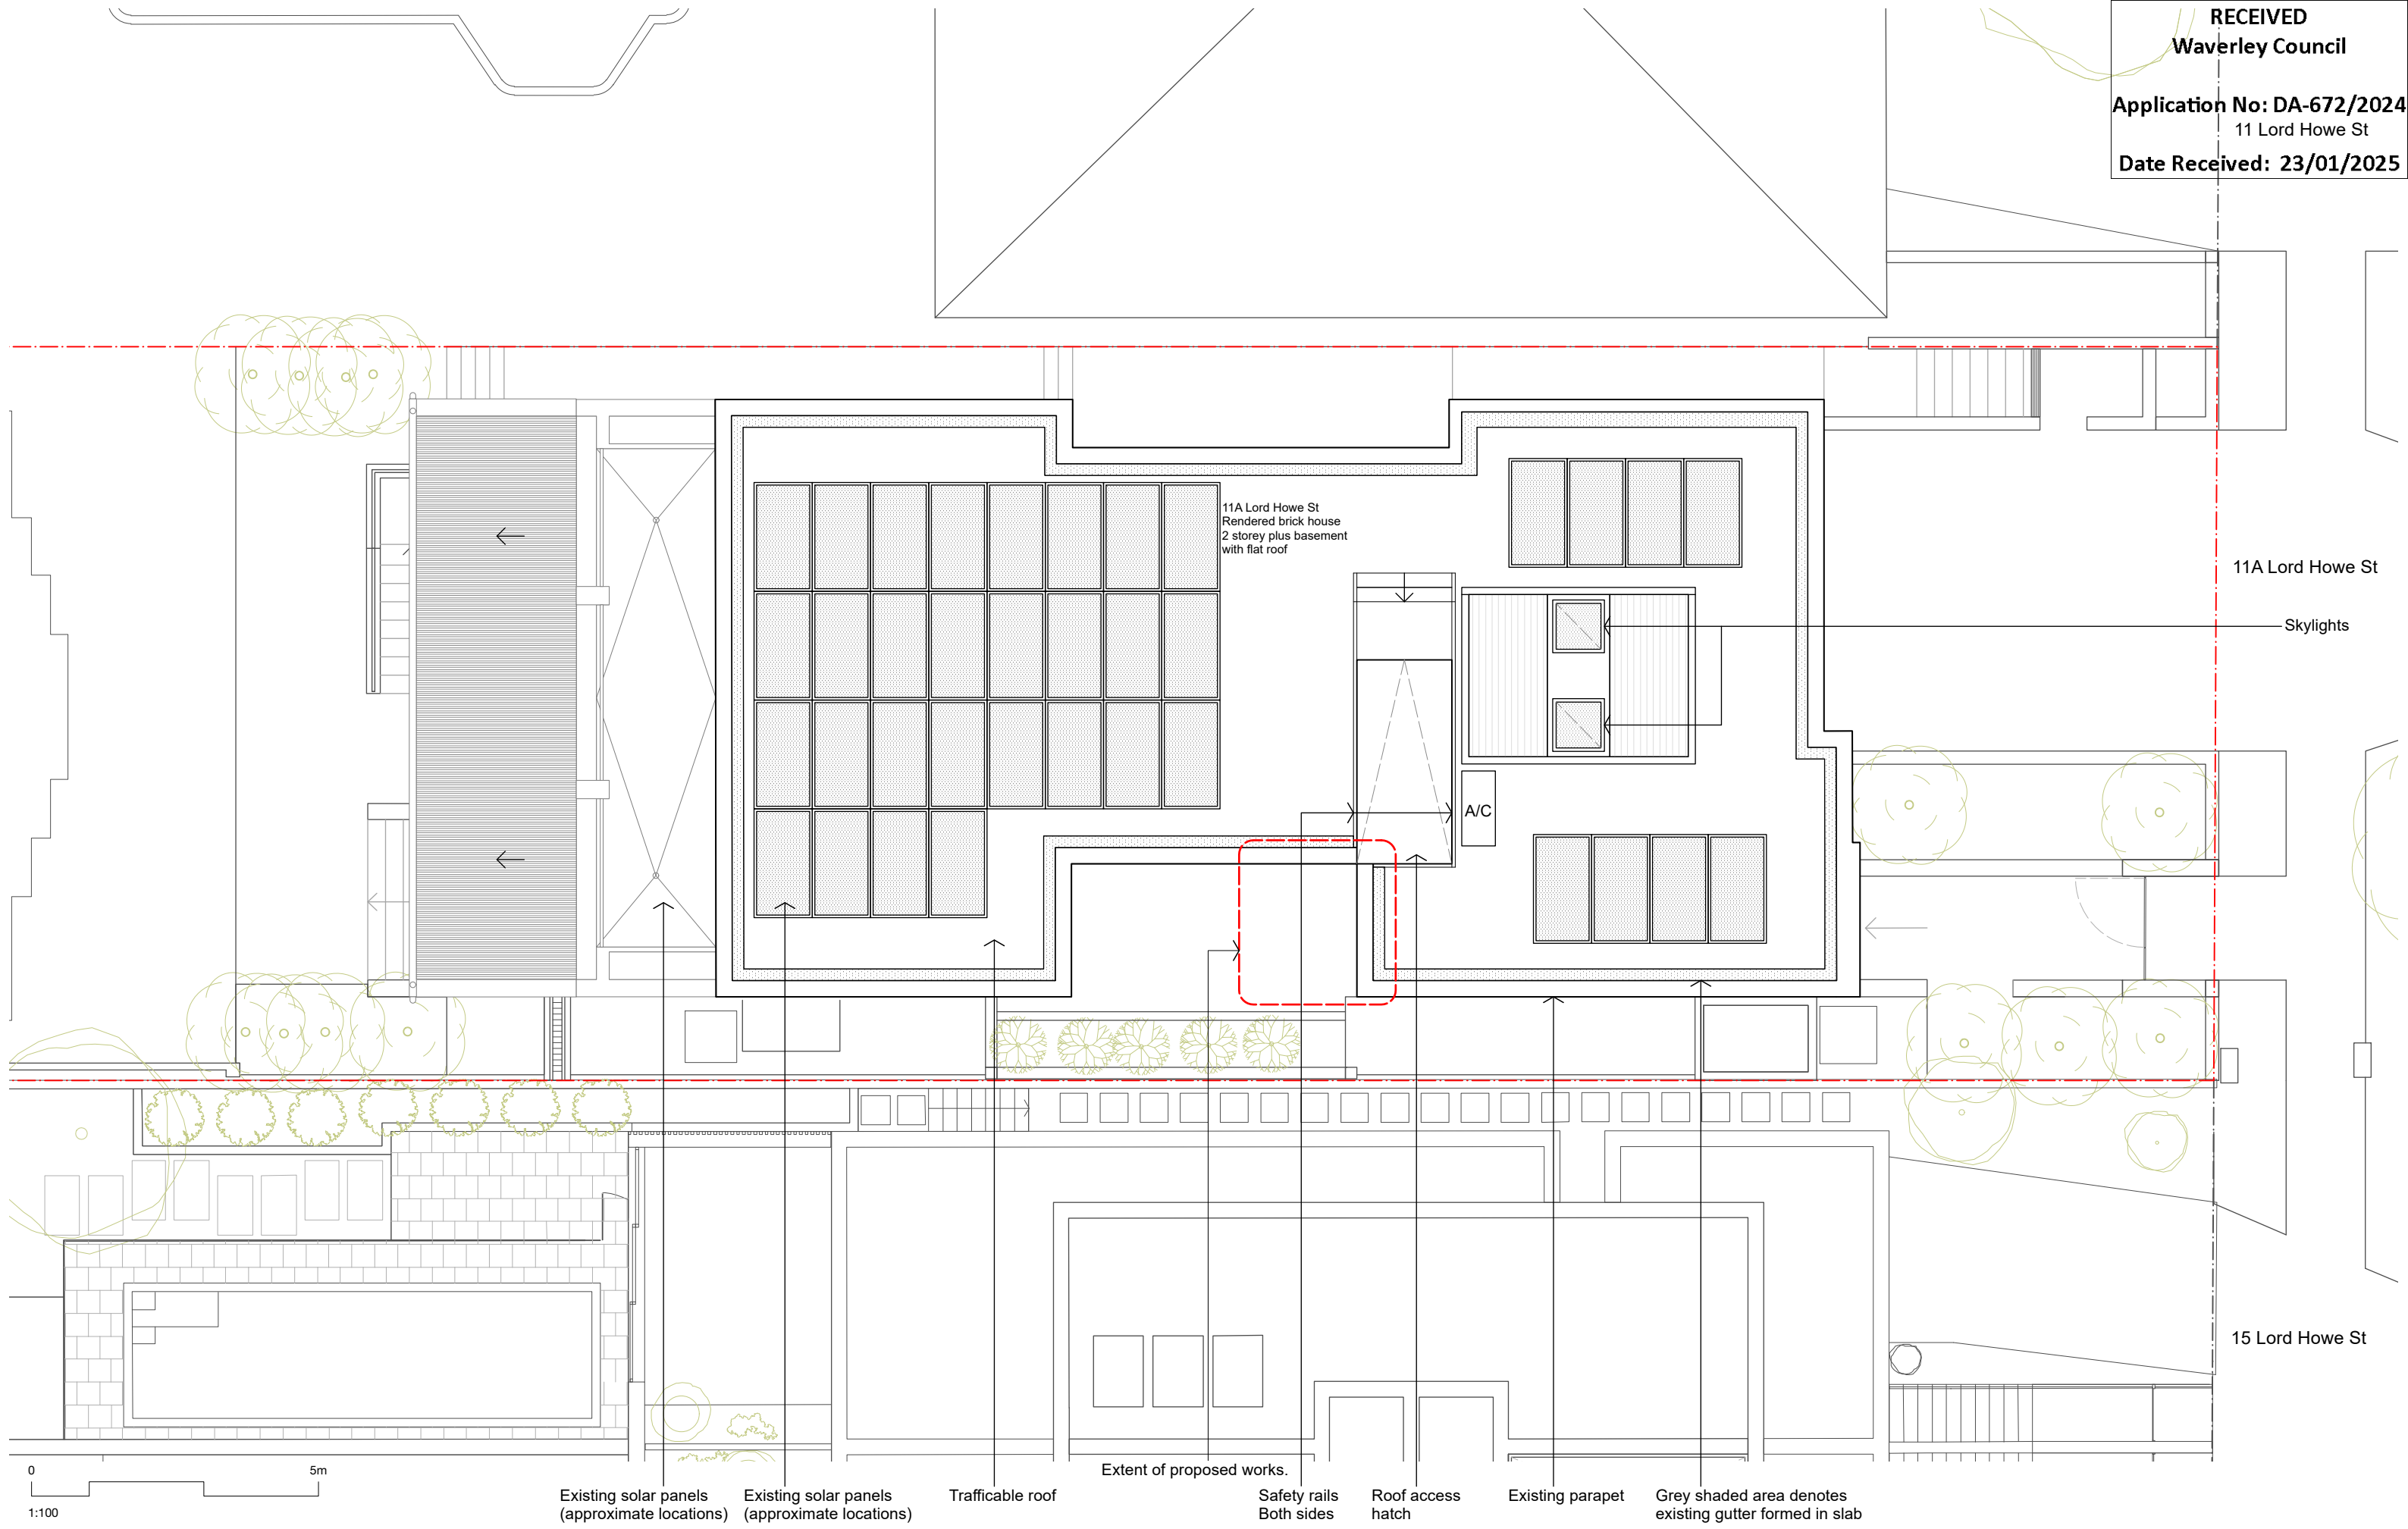 RECEIVED
Waverley Council
Application No: DA-672/2024
11 Lord Howe St
Date Received: 23/01/2025
11A Lord Howe St
Rendered brick house
2 storey plus basement
with flat roof
11A Lord Howe St
Skylights
A/C
15 Lord Howe St
0
5m
1:100
Extent of proposed works.
Existing solar panels
(approximate locations)
Existing solar panels
(approximate locations)
Trafficable roof
Safety rails
Both sides
Roof access
hatch
Existing parapet
Grey shaded area denotes
existing gutter formed in slab